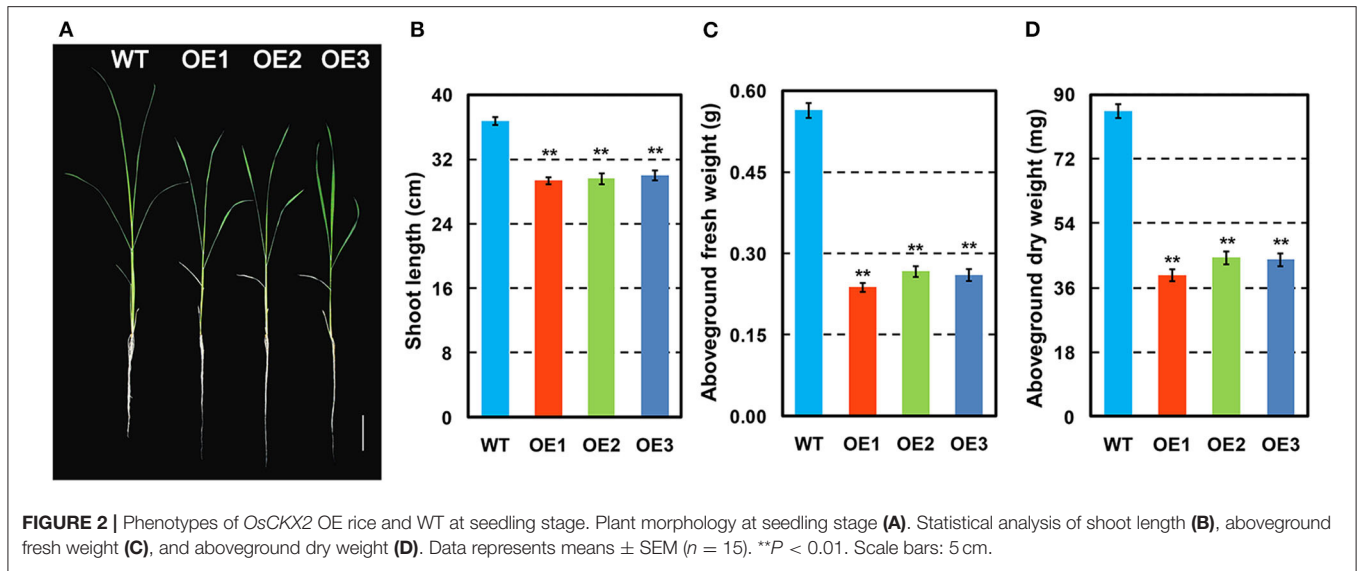 A
WT OE1 OE2 OE3
B
Shoot length (cm)
40
32
24
16
8
0
**
**
**
WT OE1 OE2 OE3
C
Aboveground fresh weight (g)
0.60
0.45
0.30
0.15
0.00
**
**
**
WT OE1 OE2 OE3
D
Aboveground dry weight (mg)
90
72
54
36
18
0
**
**
**
WT OE1 OE2 OE3
FIGURE 2 | Phenotypes of OsCKX2 OE rice and WT at seedling stage. Plant morphology at seedling stage (A). Statistical analysis of shoot length (B), aboveground
fresh weight (C), and aboveground dry weight (D). Data represents means ± SEM (n = 15). **P < 0.01. Scale bars: 5 cm.